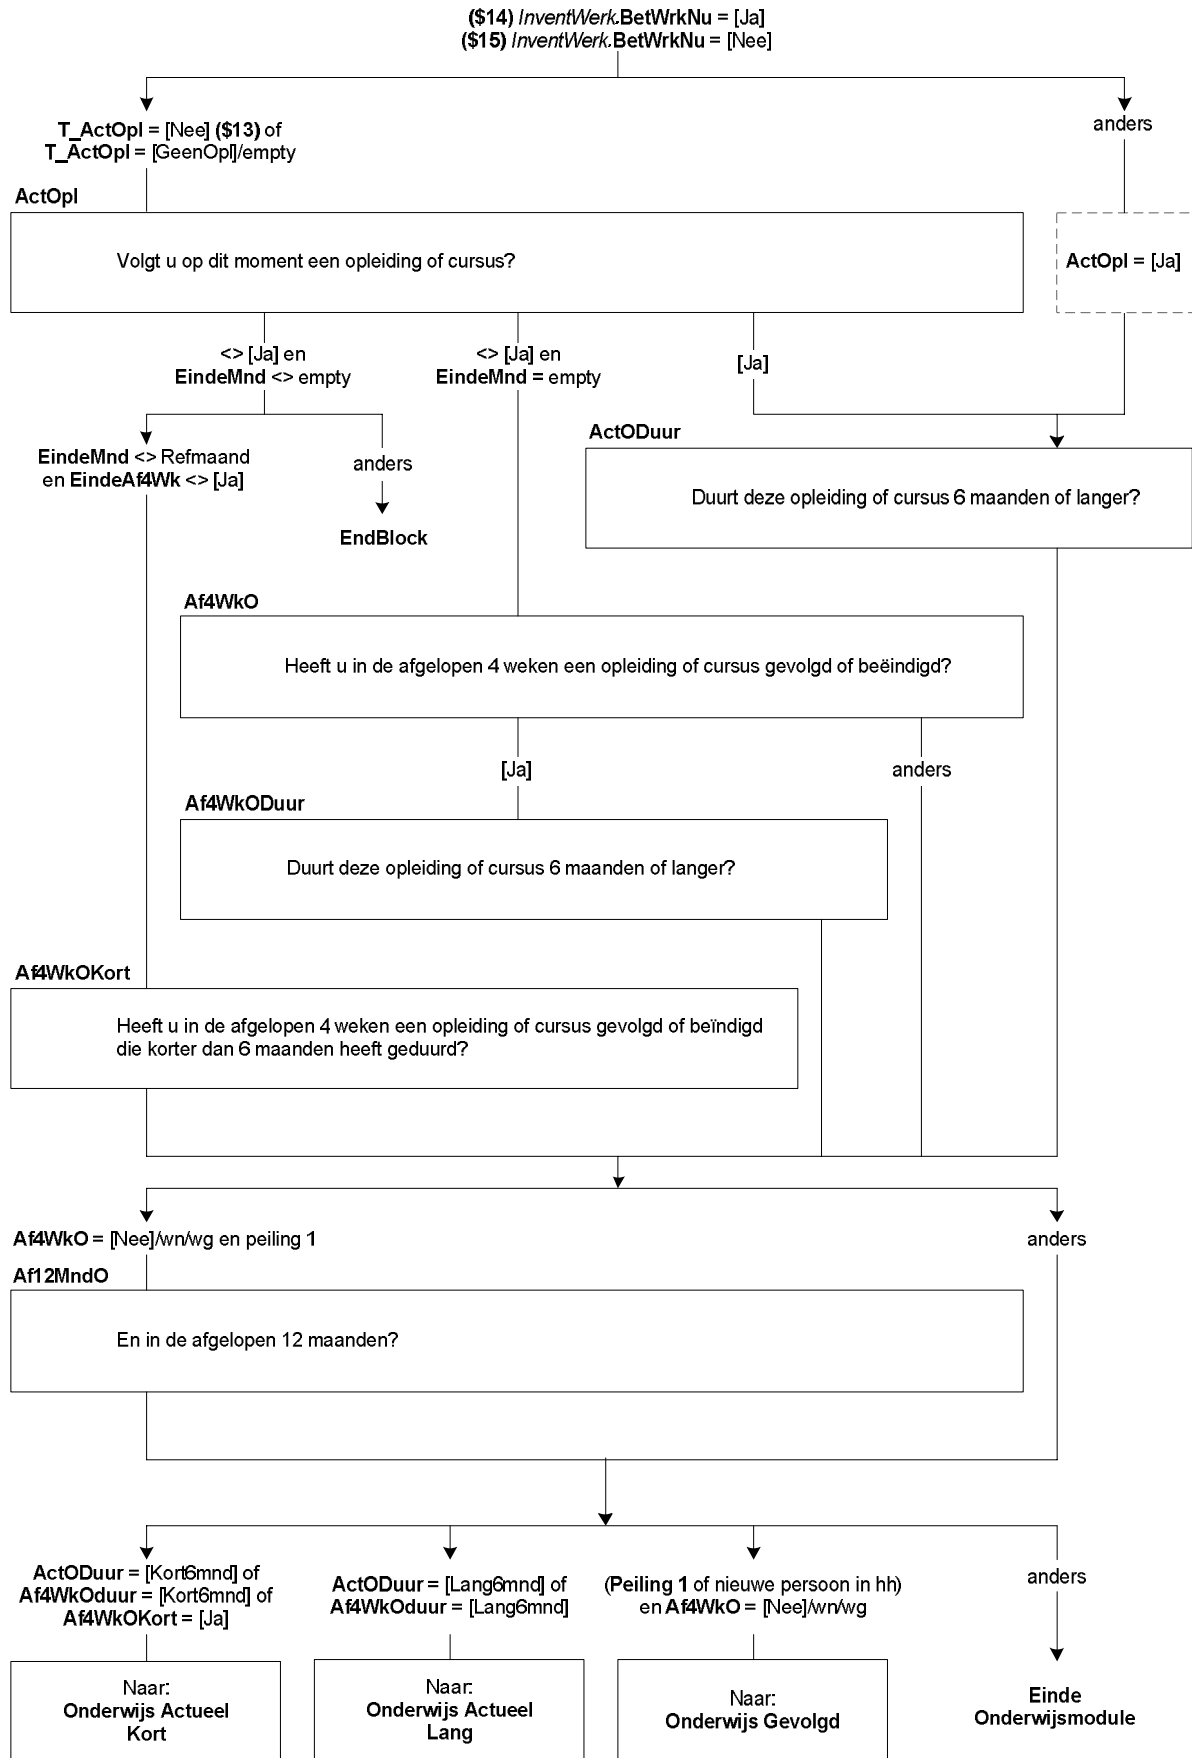 ($14) InventWerk.BetWrkNu = [Ja]
($15) InventWerk.BetWrkNu = [Nee]
T_ActOpl = [Nee] ($13) of
T_ActOpl = [GeenOpl]/empty
anders
ActOpl
Volgt u op dit moment een opleiding of cursus?
ActOpl = [Ja]
<> [Ja] en
EindeMnd <> empty
<> [Ja] en
EindeMnd = empty
[Ja]
EindeMnd <> Refmaand
en EindeAf4Wk <> [Ja]
anders
EndBlock
ActODuur
Duurt deze opleiding of cursus 6 maanden of langer?
Af4WkO
Heeft u in de afgelopen 4 weken een opleiding of cursus gevolgd of beëindigd?
[Ja]
anders
Af4WkODuur
Duurt deze opleiding of cursus 6 maanden of langer?
Af4WkOKort
Heeft u in de afgelopen 4 weken een opleiding of cursus gevolgd of beïndigd
die korter dan 6 maanden heeft geduurd?
Af4WkO = [Nee]/wn/wg en peiling 1
anders
Af12MndO
En in de afgelopen 12 maanden?
ActODuur = [Kort6mnd] of
Af4WkOduur = [Kort6mnd] of
Af4WkOKort = [Ja]
ActODuur = [Lang6mnd] of
Af4WkOduur = [Lang6mnd]
(Peiling 1 of nieuwe persoon in hh)
en Af4WkO = [Nee]/wn/wg
anders
Naar:
Onderwijs Actueel
Kort
Naar:
Onderwijs Actueel
Lang
Naar:
Onderwijs Gevolgd
Einde
Onderwijsmodule